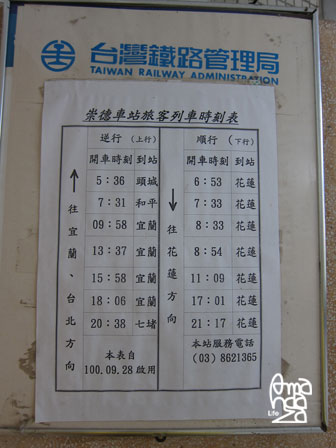 台灣鐵路管理局
TAIWAN RAILWAY ADMINISTRATION
崇德車站旅客列車時刻表
逆行(上行)
開車時刻 到站
5:36 頭城
7:31 和平
09:58 宜蘭
13:37 宜蘭
15:58 宜蘭
18:06 宜蘭
20:38 七堵
↑往宜蘭、台北方向
本表自
100.09.28 啟用
順行(下行)
開車時刻 到站
6:53 花蓮
7:33 花蓮
8:33 花蓮
8:54 花蓮
11:09 花蓮
17:01 花蓮
21:17 花蓮
↓往花蓮方向
本站服務電話
(03) 8621365
Life